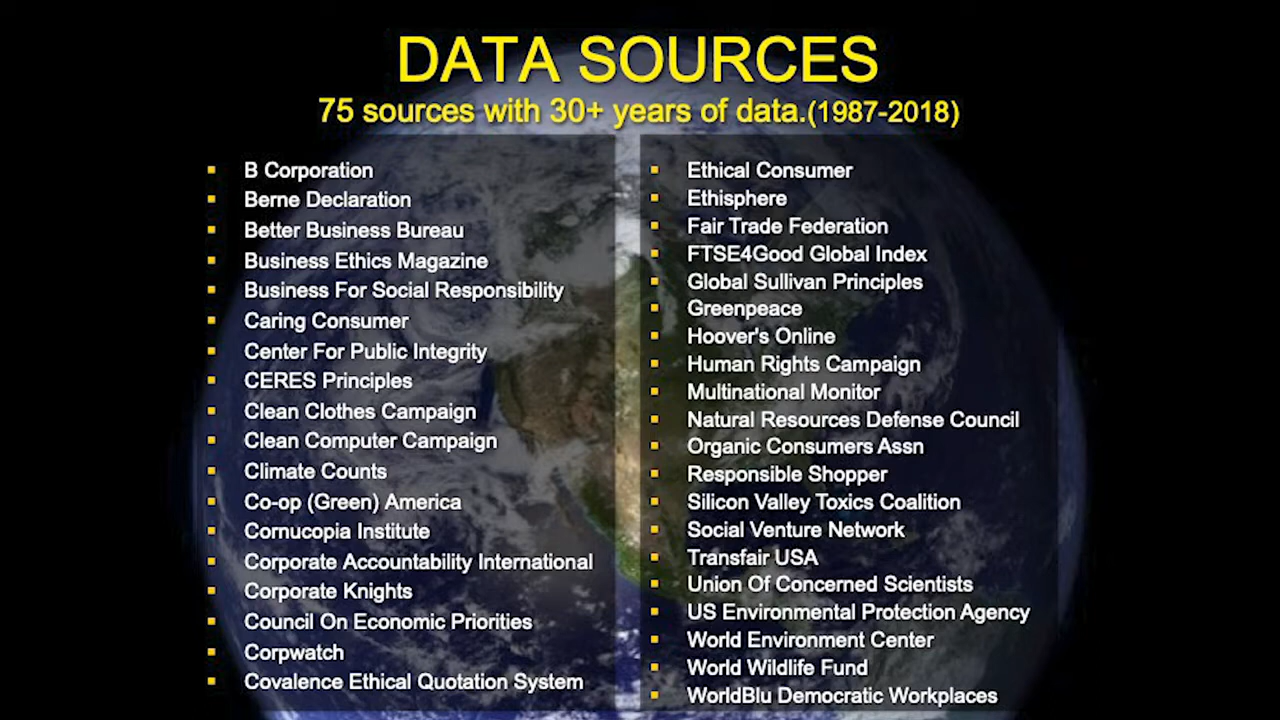 DATA SOURCES
75 sources with 30+ years of data.(1987-2018)
B Corporation
Berne Declaration
Better Business Bureau
Business Ethics Magazine
Business For Social Responsibility
Caring Consumer
Center For Public Integrity
CERES Principles
Clean Clothes Campaign
Clean Computer Campaign
Climate Counts
Co-op (Green) America
Cornucopia Institute
Corporate Accountability International
Corporate Knights
Council On Economic Priorities
Corpwatch
Covalence Ethical Quotation System
Ethical Consumer
Ethisphere
Fair Trade Federation
FTSE4Good Global Index
Global Sullivan Principles
Greenpeace
Hoover's Online
Human Rights Campaign
Multinational Monitor
Natural Resources Defense Council
Organic Consumers Assn
Responsible Shopper
Silicon Valley Toxics Coalition
Social Venture Network
Transfair USA
Union Of Concerned Scientists
US Environmental Protection Agency
World Environment Center
World Wildlife Fund
WorldBlu Democratic Workplaces